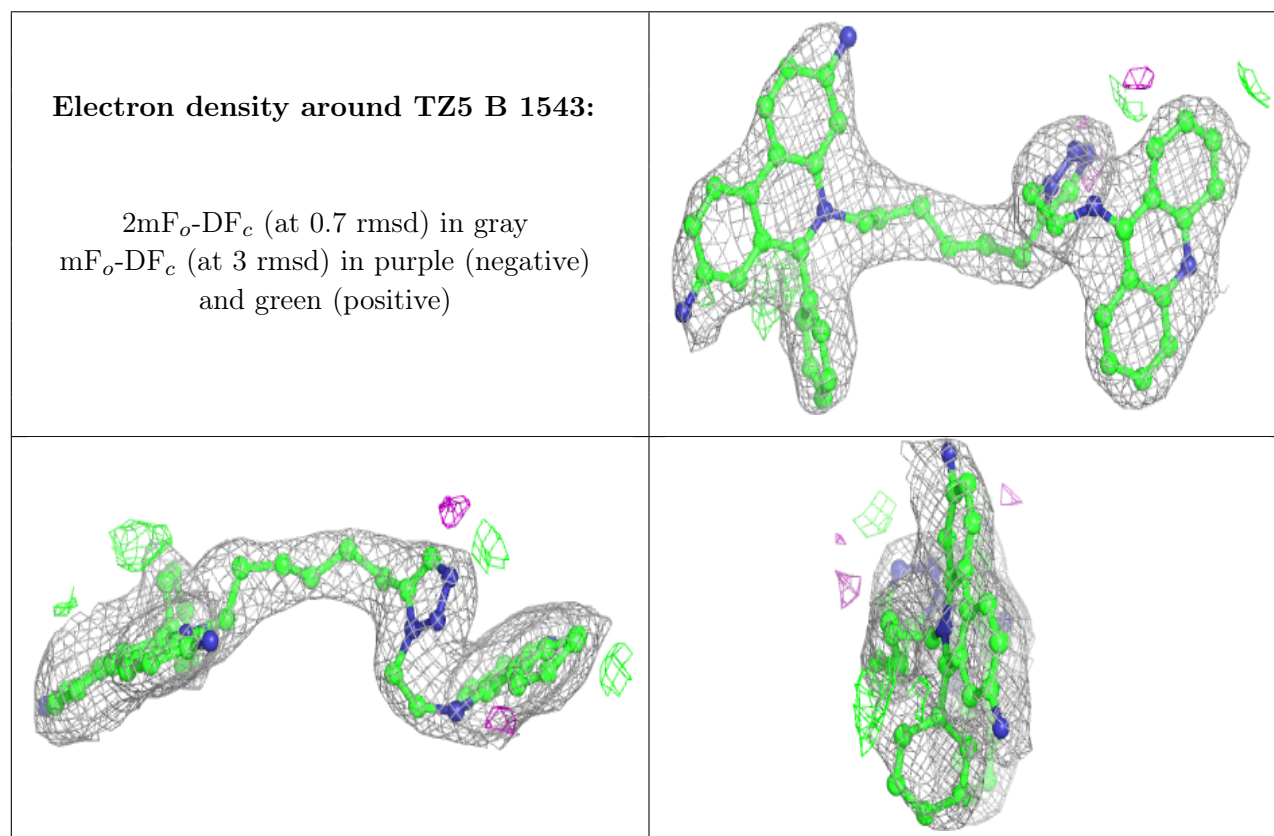 Electron density around TZ5 B 1543:
2mFo-DFc (at 0.7 rmsd) in gray
mFo-DFc (at 3 rmsd) in purple (negative)
and green (positive)